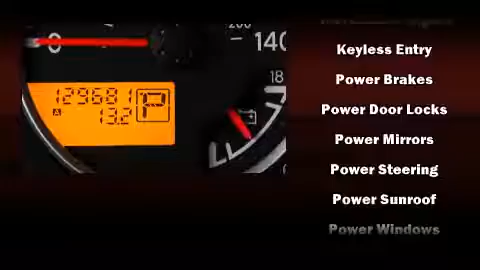 0
140
129681
A 13.2
P
18
Keyless Entry
Power Brakes
Power Door Locks
Power Mirrors
Power Steering
Power Sunroof
Power Windows